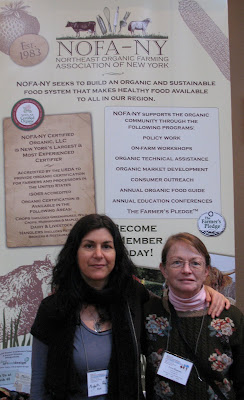 Est.
1983
NOFA-NY
NORTHEAST ORGANIC FARMING
ASSOCIATION OF NEW YORK
NOFA-NY SEEKS TO BUILD AN ORGANIC AND SUSTAINABLE
FOOD SYSTEM THAT MAKES HEALTHY FOOD AVAILABLE
TO ALL IN OUR REGION.
NOFA-NY CERTIFIED
ORGANIC, LLC
IS NEW YORK'S LARGEST &
MOST EXPERIENCED
CERTIFIER
ACCREDITED BY THE USDA TO
PROVIDE ORGANIC CERTIFICATION
FOR FARMERS AND PROCESSORS IN
THE UNITED STATES
ISO65 ACCREDITED
ORGANIC CERTIFICATION IS
AVAILABLE IN THE
FOLLOWING AREAS:
NOFA-NY SUPPORTS THE ORGANIC
COMMUNITY THROUGH THE
FOLLOWING PROGRAMS:
POLICY WORK
ON-FARM WORKSHOPS
ORGANIC TECHNICAL ASSISTANCE
ORGANIC MARKET DEVELOPMENT
CONSUMER OUTREACH
ANNUAL ORGANIC FOOD GUIDE
ANNUAL EDUCATION CONFERENCES
THE FARMER'S PLEDGE™
Farmer's
Pledge